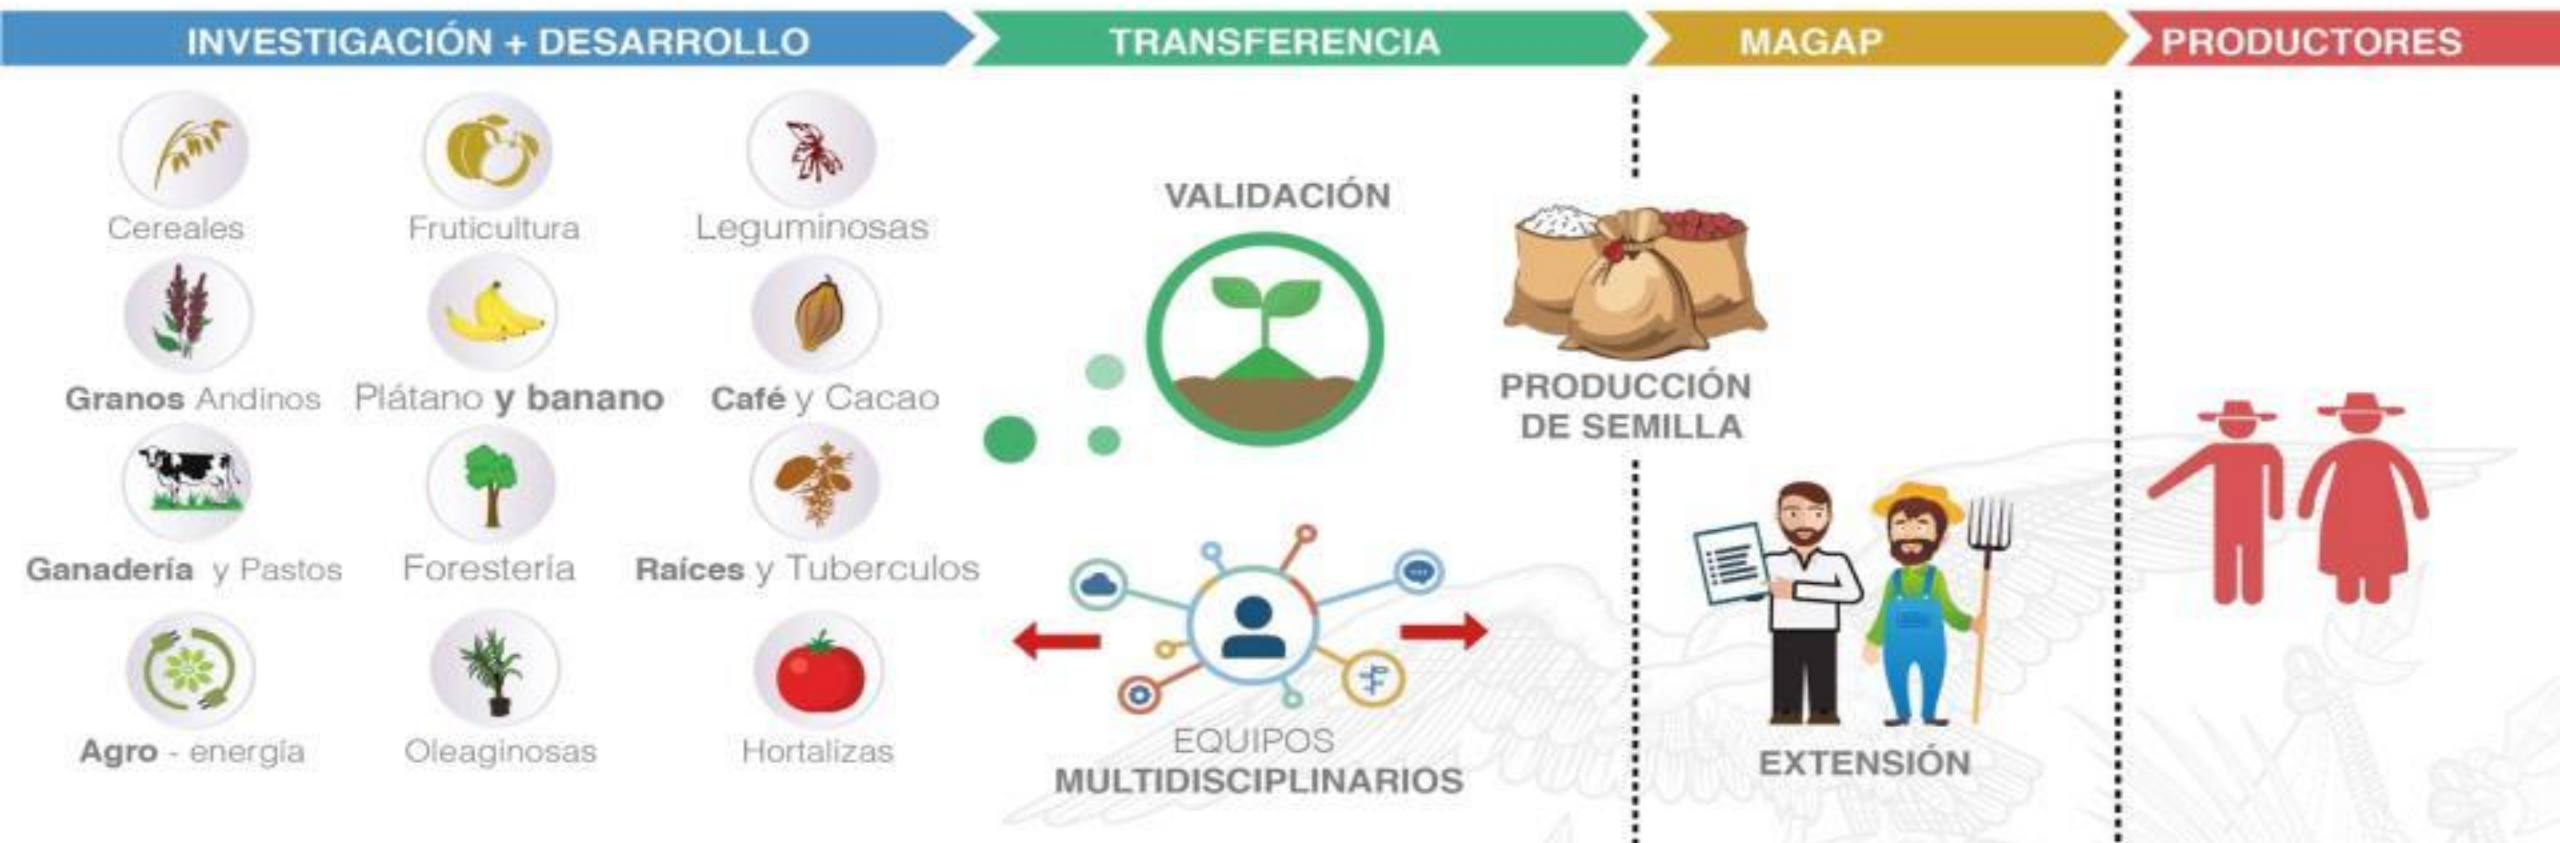 INVESTIGACIÓN + DESARROLLO
TRANSFERENCIA
MAGAP
PRODUCTORES
Cereales
Fruticultura
Leguminosas
Granos Andinos
Plátano y banano
Café y Cacao
Ganadería y Pastos
Forestería
Raíces y Tuberculos
Agro - energía
Oleaginosas
Hortalizas
VALIDACIÓN
PRODUCCIÓN
DE SEMILLA
EQUIPOS
MULTIDISCIPLINARIOS
EXTENSIÓN